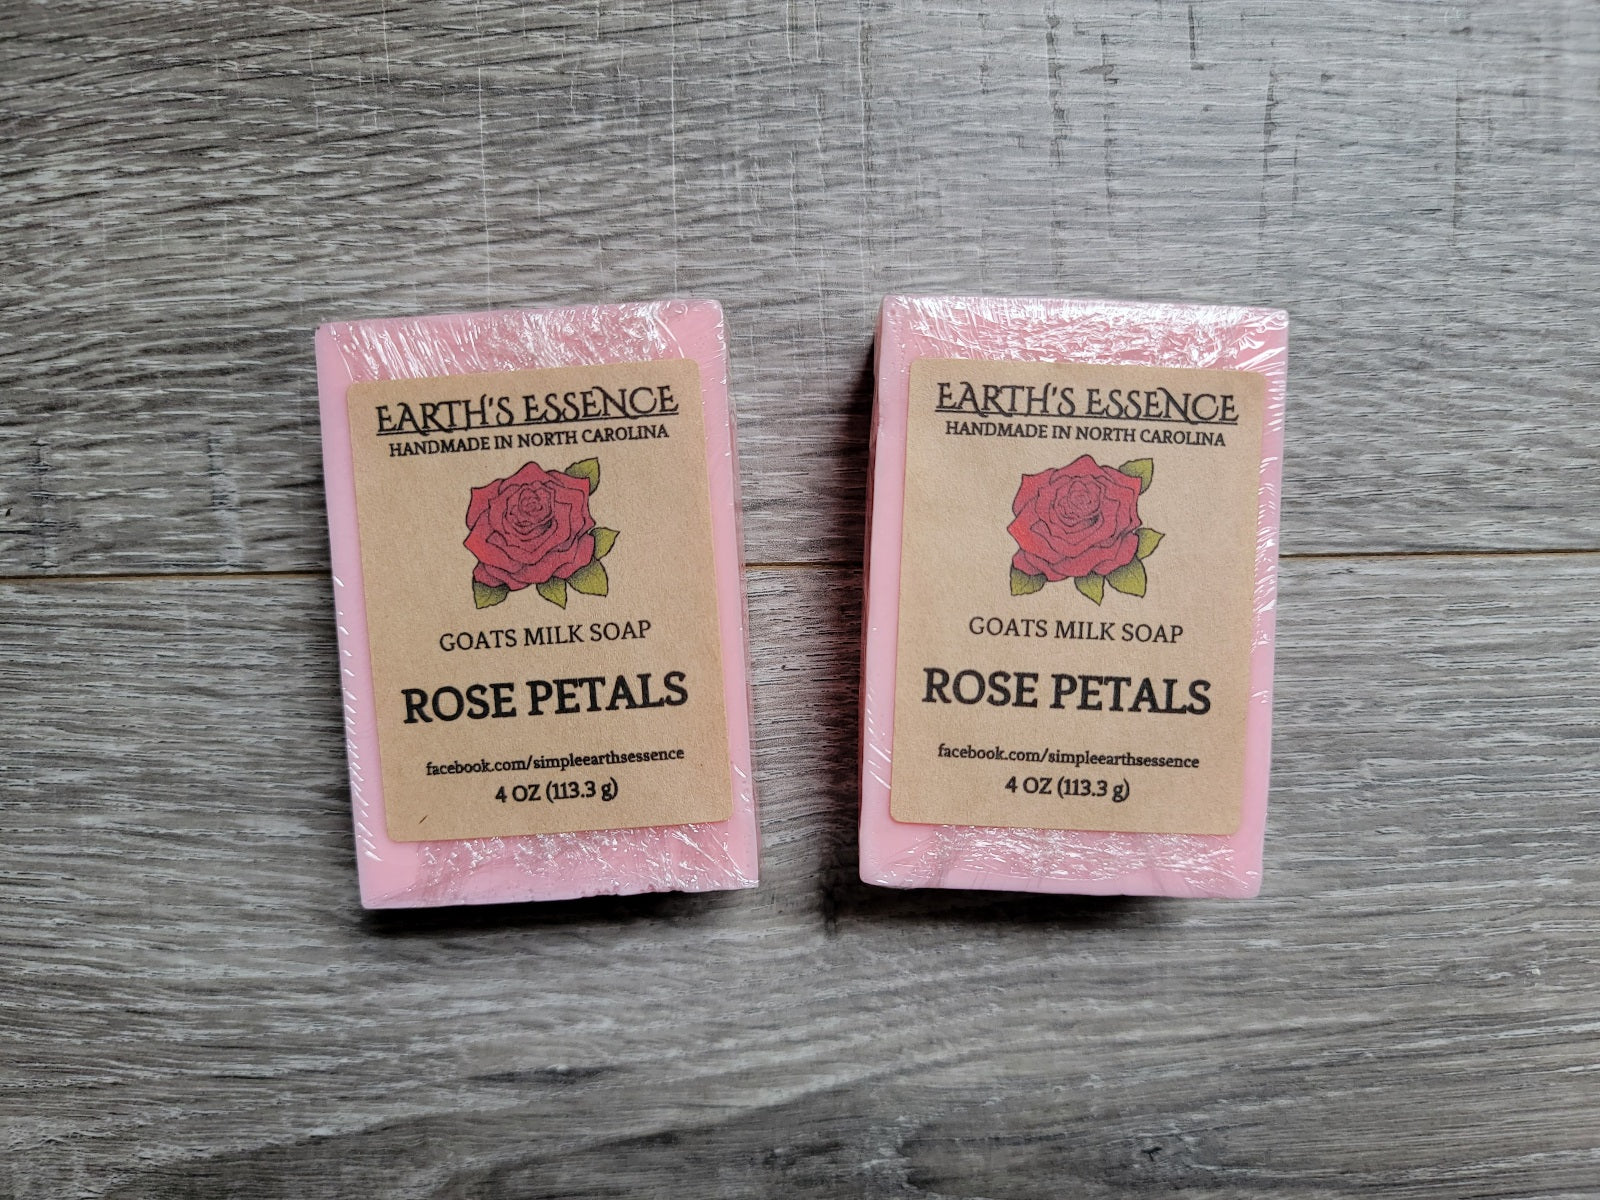 EARTH'S ESSENCE
HANDMADE IN NORTH CAROLINA
GOATS MILK SOAP
ROSE PETALS
facebook.com/simpleearthsessence
4 OZ (113.3 g)
EARTH'S ESSENCE
HANDMADE IN NORTH CAROLINA
GOATS MILK SOAP
ROSE PETALS
facebook.com/simpleearthsessence
4 OZ (113.3 g)